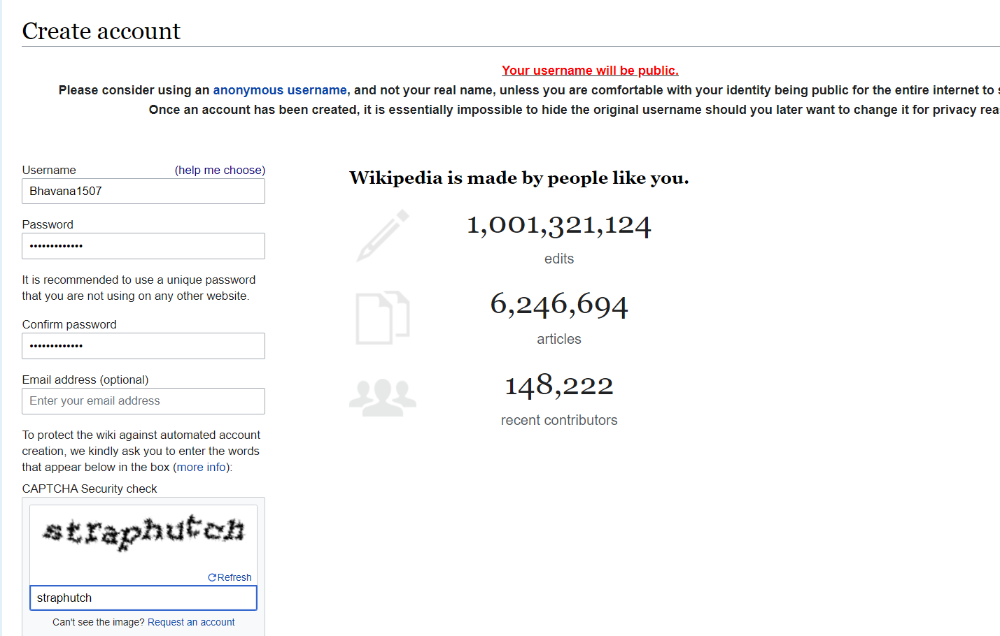 Create account
Your username will be public.
Please consider using an anonymous username, and not your real name, unless you are comfortable with your identity being public for the entire internet to
Once an account has been created, it is essentially impossible to hide the original username should you later want to change it for privacy rea
Username (help me choose)
Bhavana1507
Password
•••••••••••••
It is recommended to use a unique password
that you are not using on any other website.
Confirm password
•••••••••••••
Email address (optional)
Enter your email address
To protect the wiki against automated account
creation, we kindly ask you to enter the words
that appear below in the box (more info):
CAPTCHA Security check
straphutch
Refresh
straphutch
Can't see the image? Request an account
Wikipedia is made by people like you.
1,001,321,124
edits
6,246,694
articles
148,222
recent contributors